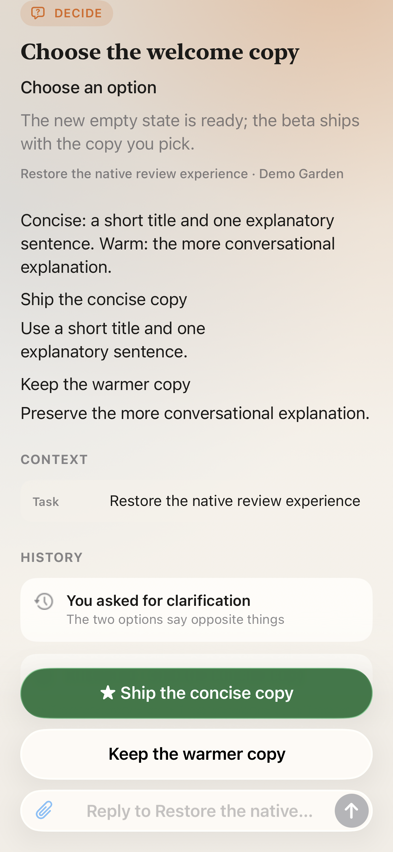 DECIDE
Choose the welcome copy
Choose an option
The new empty state is ready; the beta ships
with the copy you pick.
Restore the native review experience · Demo Garden
Concise: a short title and one explanatory
sentence. Warm: the more conversational
explanation.
Ship the concise copy
Use a short title and one
explanatory sentence.
Keep the warmer copy
Preserve the more conversational explanation.
CONTEXT
Task Restore the native review experience
HISTORY
You asked for clarification
The two options say opposite things
Ship the concise copy
Keep the warmer copy
Reply to Restore the native...